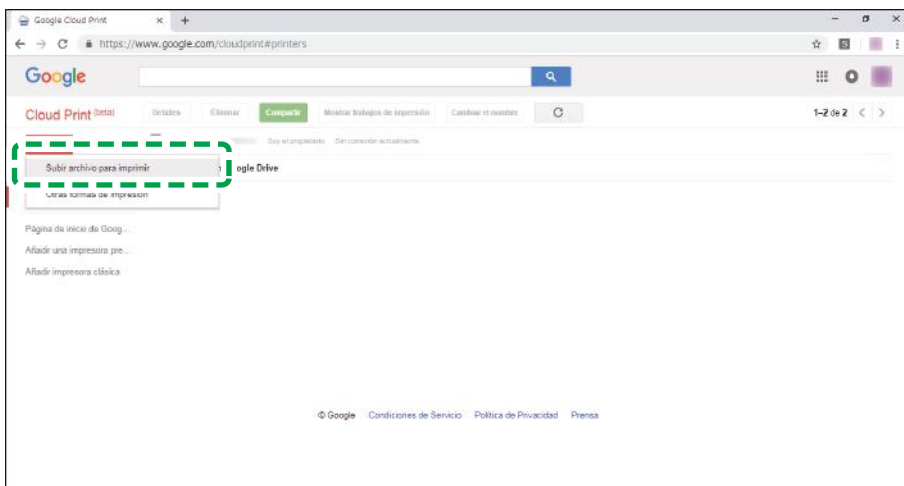 Google Cloud Print
https://www.google.com/cloudprint#printers
Google
Cloud Print (beta) Detalles Eliminar Compartir Mostrar trabajos de impresión Cambiar el nombre 1–2 de 2
Soy el propietario Sin conexión actualmente
Subir archivo para imprimir
ogle Drive
Otras formas de impresión
Página de inicio de Goog...
Añadir una impresora pre...
Añadir impresora clásica
© Google Condiciones de Servicio Política de Privacidad Prensa